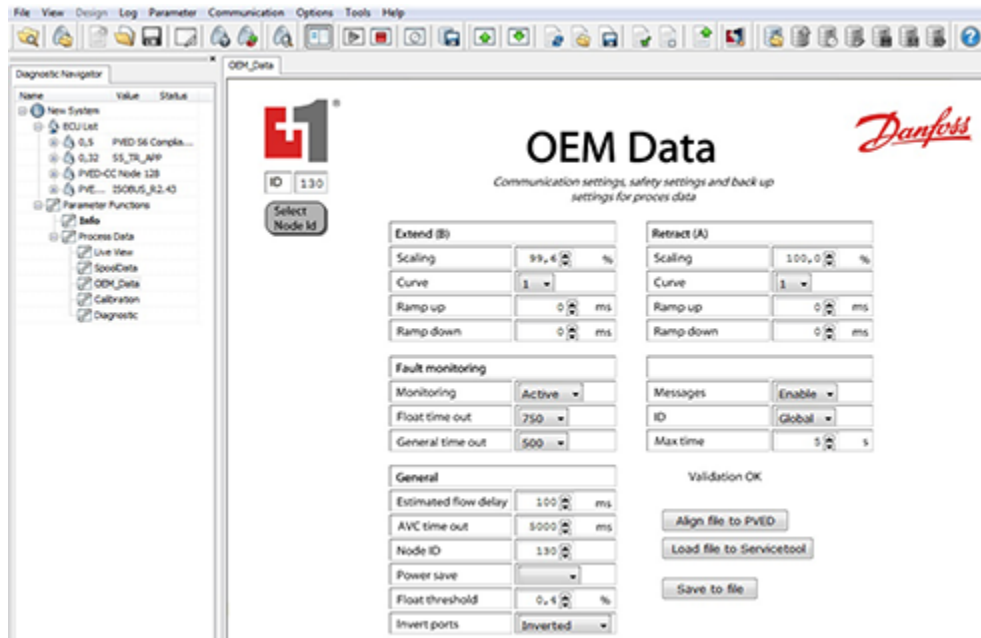 File View Design Log Parameter Communication Options Tools Help
Diagnostic Navigator
OEM_Data
Name Value Status
New System
ECU List
0,5 PVED S6 Complia...
0,32 SS_TR_APP
PVED-CC Node 128
PVE... ISOBUS_R2.43
Parameter Functions
Info
Process Data
Live View
SpoolData
OEM_Data
Calibration
Diagnostic
+1®
ID 130
Select
Node Id
OEM Data
Danfoss
Communication settings, safety settings and back up
settings for proces data
Extend (B)
Scaling 99,6 %
Curve 1
Ramp up 0 ms
Ramp down 0 ms
Retract (A)
Scaling 100,0 %
Curve 1
Ramp up 0 ms
Ramp down 0 ms
Fault monitoring
Monitoring Active
Float time out 750
General time out 500
Messages Enable
ID Global
Max time 5 s
General
Estimated flow delay 100 ms
AVC time out 5000 ms
Node ID 130
Power save
Float threshold 0,4 %
Invert ports Inverted
Validation OK
Align file to PVED
Load file to Servicetool
Save to file